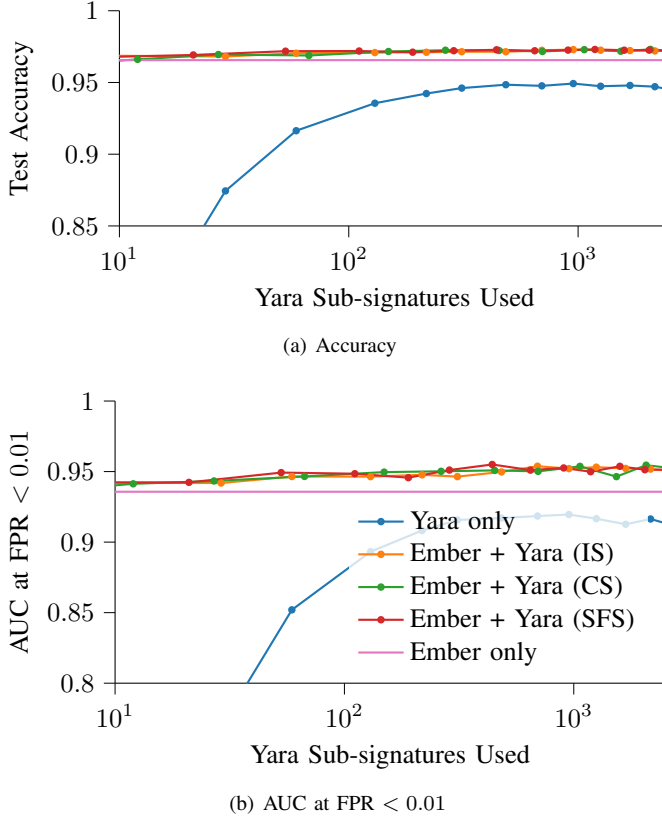 1
0.95
0.9
0.85
Test Accuracy
10^1
10^2
10^3
Yara Sub-signatures Used
(a) Accuracy
1
0.95
0.9
0.85
0.8
AUC at FPR < 0.01
Yara only
Ember + Yara (IS)
Ember + Yara (CS)
Ember + Yara (SFS)
Ember only
10^1
10^2
10^3
Yara Sub-signatures Used
(b) AUC at FPR < 0.01